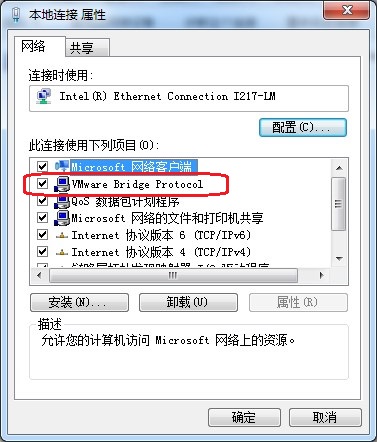 本地连接 属性
网络
共享
连接时使用:
Intel(R) Ethernet Connection I217-LM
配置(C)...
此连接使用下列项目(O):
Microsoft 网络客户端
VMware Bridge Protocol
QoS 数据包计划程序
Microsoft 网络的文件和打印机共享
Internet 协议版本 6 (TCP/IPv6)
Internet 协议版本 4 (TCP/IPv4)
安装(N)...
卸载(U)
属性(R)
描述
允许您的计算机访问 Microsoft 网络上的资源。
确定
取消